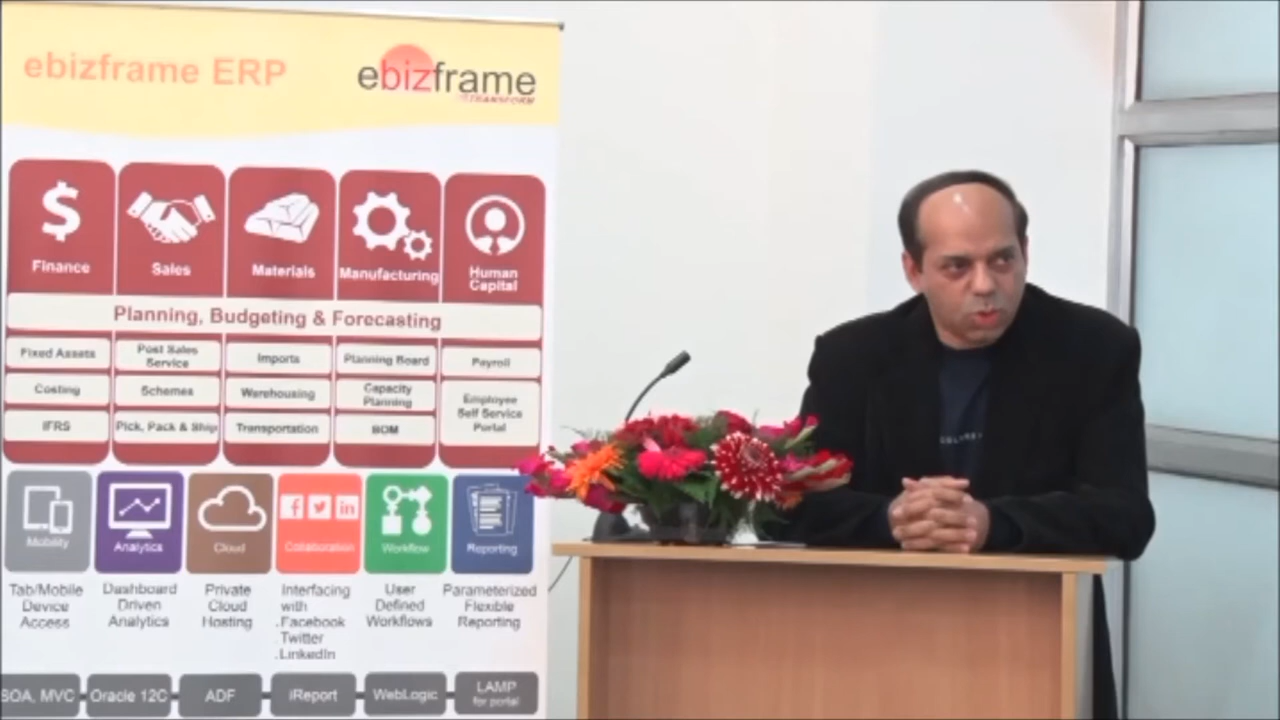 ebizframe ERP
ebizframe
TRANSFORM
Finance
Sales
Materials
Manufacturing
Human
Capital
Planning, Budgeting & Forecasting
Fixed Assets
Post Sales
Service
Imports
Planning Board
Payroll
Costing
Schemes
Warehousing
Capacity
Planning
Employee
Self Service
Portal
IFRS
Pick, Pack & Ship
Transportation
BOM
Mobility
Analytics
Cloud
Collaboration
Workflow
Reporting
Tab/Mobile
Device
Access
Dashboard
Driven
Analytics
Private
Cloud
Hosting
Interfacing
with
.Facebook
.Twitter
.LinkedIn
User
Defined
Workflows
Parameterized
Flexible
Reporting
SOA, MVC
Oracle 12C
ADF
iReport
WebLogic
LAMP
for portal